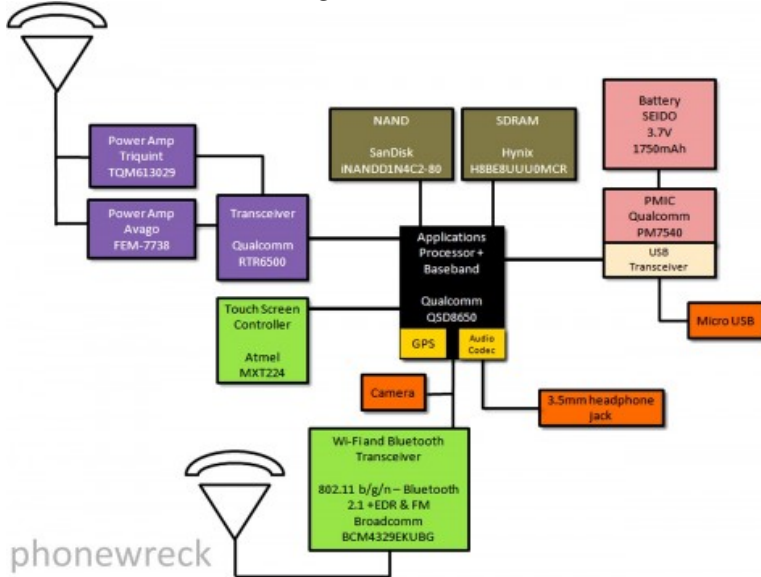 Power Amp
Triquint
TQM613029
Power Amp
Avago
FEM-7738
Transceiver
Qualcomm
RTR6500
NAND
SanDisk
iNANDD1N4C2-80
SDRAM
Hynix
H8BE8UUU0MCR
Battery
SEIDO
3.7V
1750mAh
PMIC
Qualcomm
PM7540
USB
Transceiver
Micro USB
Applications
Processor +
Baseband
Qualcomm
QSD8650
GPS
Audio
Codec
Touch Screen
Controller
Atmel
MXT224
Camera
3.5mm headphone
jack
Wi-Fi and Bluetooth
Transceiver
802.11 b/g/n – Bluetooth
2.1 +EDR & FM
Broadcomm
BCM4329EKUBG
phonewreck